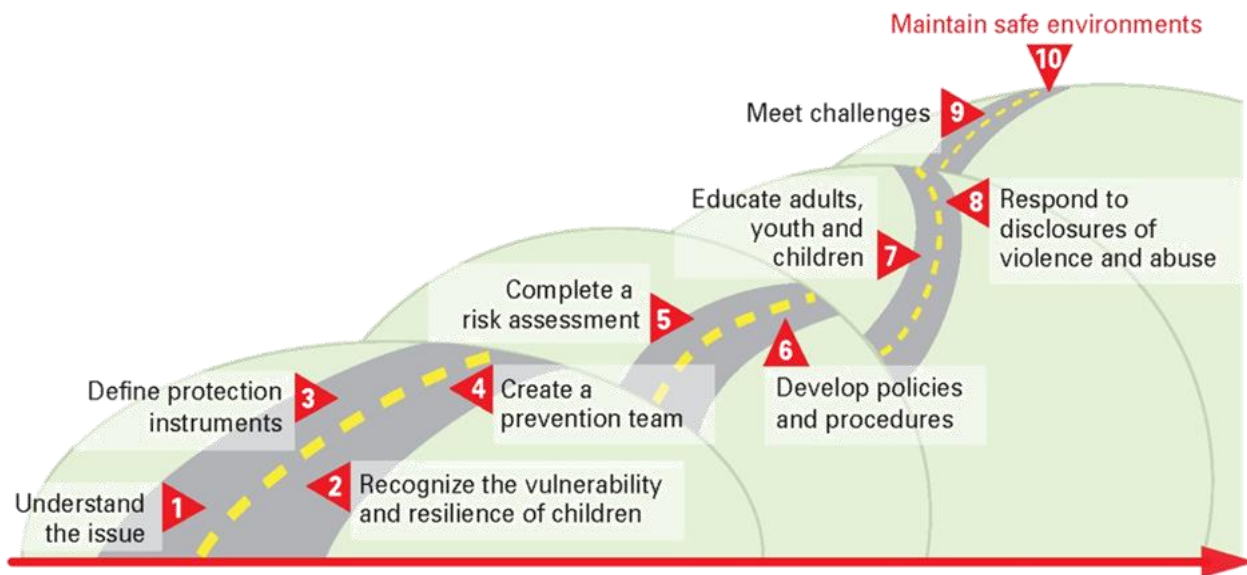 Maintain safe environments
10
Meet challenges
9
Educate adults,
youth and
children
7
8
Respond to
disclosures of
violence and abuse
Complete a
risk assessment
5
6
Develop policies
and procedures
Define protection
instruments
3
4
Create a
prevention team
Understand
the issue
1
2
Recognize the vulnerability
and resilience of children